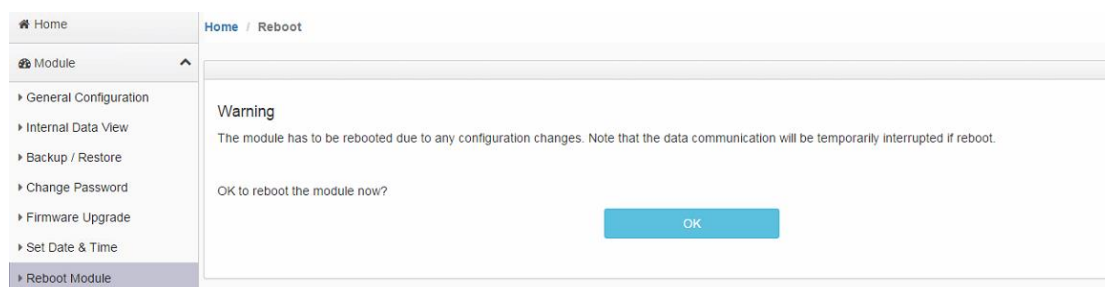 Home
Module
General Configuration
Internal Data View
Backup / Restore
Change Password
Firmware Upgrade
Set Date & Time
Reboot Module
Home / Reboot
Warning
The module has to be rebooted due to any configuration changes. Note that the data communication will be temporarily interrupted if reboot.
OK to reboot the module now?
OK